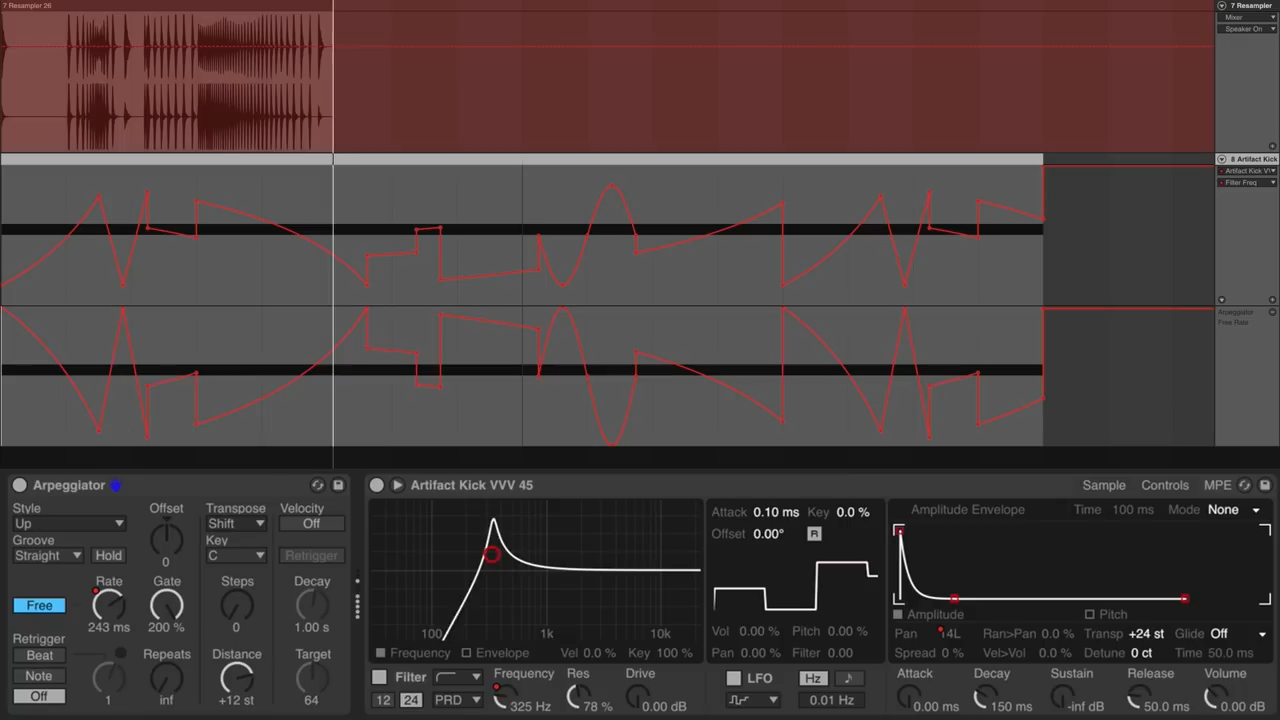 7 Resampler 26
7 Resampler
Mixer
Speaker On
8 Artifact Kick
Artifact Kick V
Filter Freq
Arpeggiator
Free Rate
Arpeggiator
Style
Up
Groove
Straight
Hold
Offset
0
Transpose
Shift
Key
C
Velocity
Off
Retrigger
Rate
243 ms
Gate
200 %
Steps
0
Decay
1.00 s
Free
Retrigger
Beat
Note
Off
1
Repeats
inf
Distance
+12 st
Target
64
Artifact Kick VVV 45
Sample
Controls
MPE
100
1k
10k
Frequency
Envelope
Vel 0.0 %
Key 100 %
Attack 0.10 ms
Key 0.0 %
Offset 0.00°
R
Vol 0.00 %
Pitch 0.00 %
Pan 0.00 %
Filter 0.00
Amplitude Envelope
Time 100 ms
Mode None
Amplitude
Pitch
Pan 14L
Ran>Pan 0.0 %
Transp +24 st
Glide Off
Spread 0 %
Vel>Vol 0.0 %
Detune 0 ct
Time 50.0 ms
Filter
12
24
PRD
Frequency
325 Hz
Res
78 %
Drive
0.00 dB
LFO
Hz
0.01 Hz
Attack
0.00 ms
Decay
150 ms
Sustain
-inf dB
Release
50.0 ms
Volume
0.00 dB